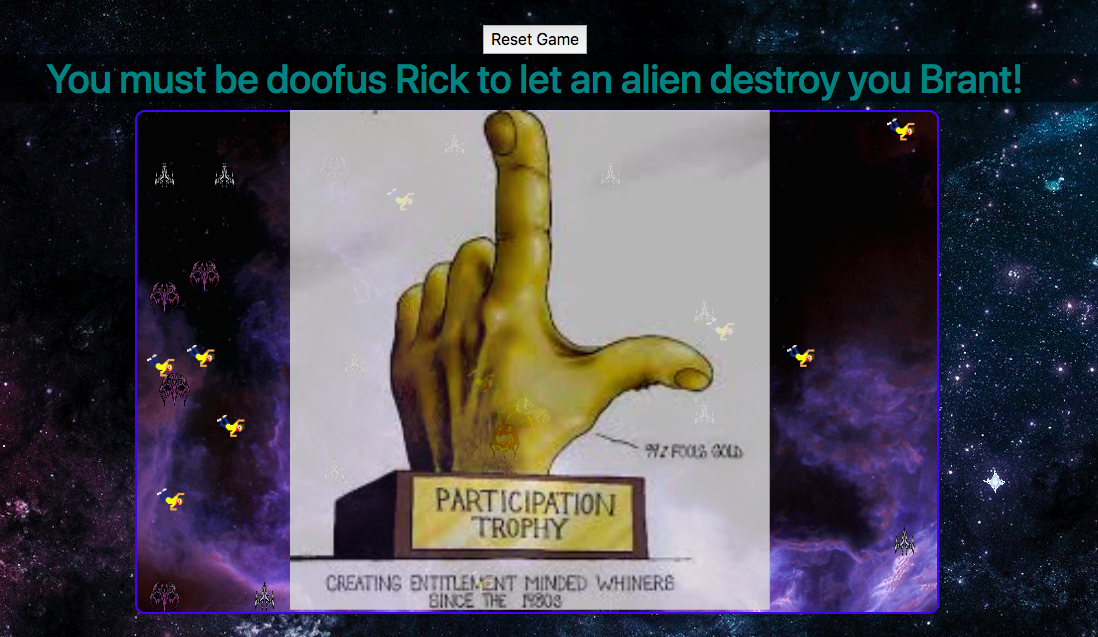 Reset Game
You must be doofus Rick to let an alien destroy you Brant!
99% FOOLS GOLD
PARTICIPATION
TROPHY
CREATING ENTITLEMENT MINDED WHINERS
SINCE THE 1980S